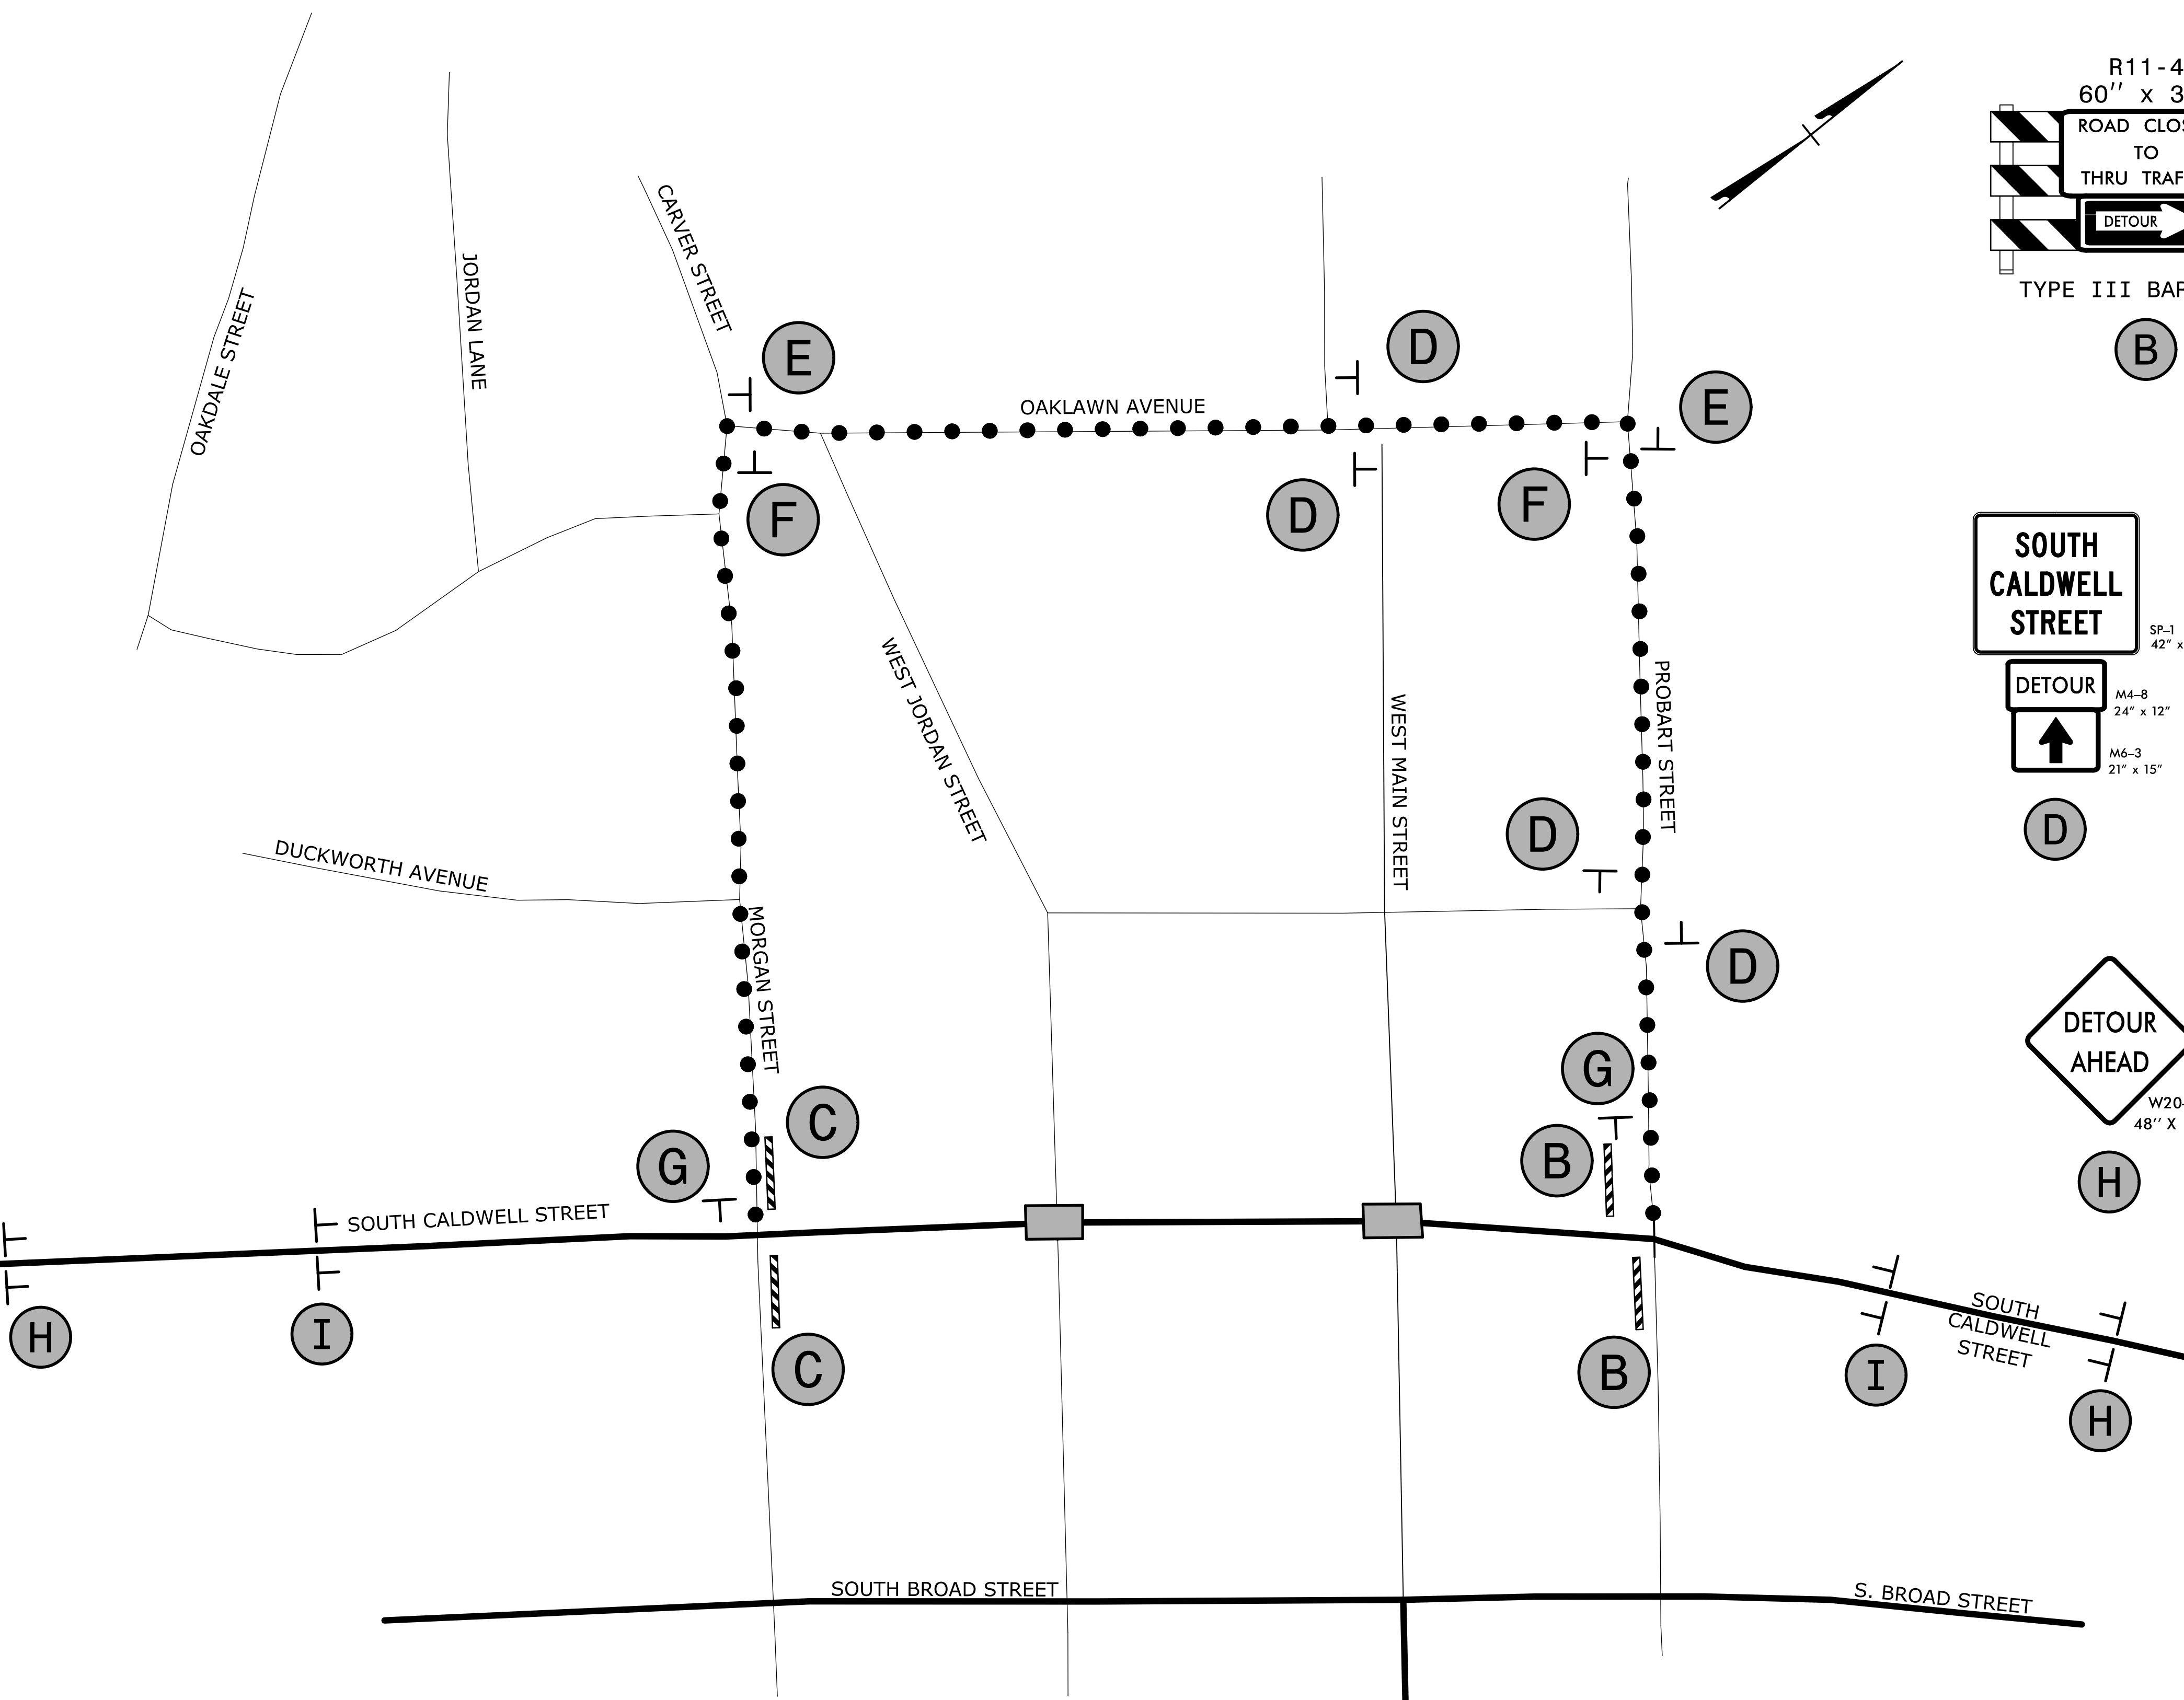 R11-4
60'' x 3
ROAD CLOS
TO
THRU TRAF
DETOUR
TYPE III BAR
B
OAKDALE STREET
JORDAN LANE
CARVER STREET
E
D
E
OAKLAWN AVENUE
F
D
F
SOUTH
CALDWELL
STREET
SP-1
42" x
DETOUR
M4-8
24" x 12"
M6-3
21" x 15"
D
WEST JORDAN STREET
WEST MAIN STREET
PROBART STREET
D
DUCKWORTH AVENUE
MORGAN STREET
D
DETOUR
AHEAD
W20-
48'' X
H
G
C
G
B
SOUTH CALDWELL STREET
H
I
C
B
I
SOUTH
CALDWELL
STREET
H
SOUTH BROAD STREET
S. BROAD STREET